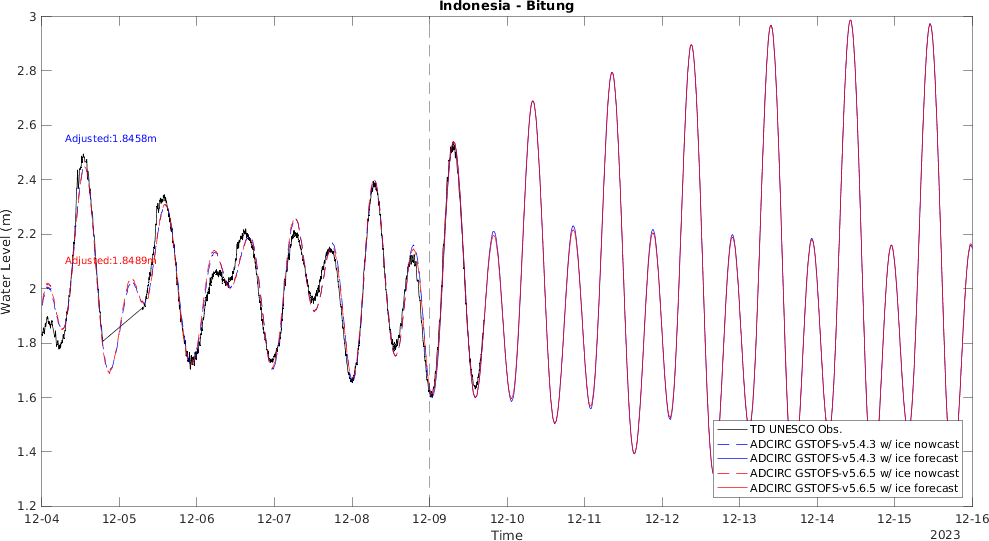 Indonesia - Bitung
Water Level (m)
3
2.8
2.6
2.4
2.2
2
1.8
1.6
1.4
1.2
Adjusted:1.8458m
Adjusted:1.8489m
TD UNESCO Obs.
ADCIRC GSTOFS-v5.4.3 w/ ice nowcast
ADCIRC GSTOFS-v5.4.3 w/ ice forecast
ADCIRC GSTOFS-v5.6.5 w/ ice nowcast
ADCIRC GSTOFS-v5.6.5 w/ ice forecast
12-04 12-05 12-06 12-07 12-08 12-09 12-10 12-11 12-12 12-13 12-14 12-15 12-16
Time
2023